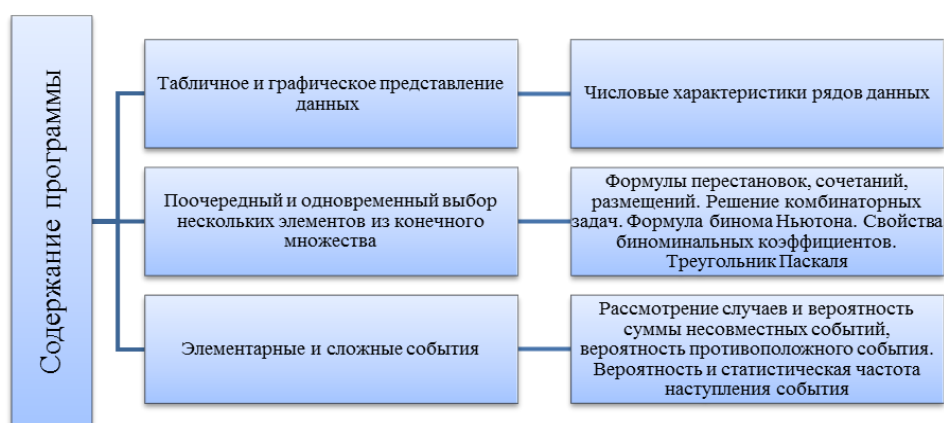 Содержание программы
Табличное и графическое представление
данных
Числовые характеристики рядов данных
Поочередный и одновременный выбор
нескольких элементов из конечного
множества
Формулы перестановок, сочетаний,
размещений. Решение комбинаторных
задач. Формула бинома Ньютона. Свойства
биноминальных коэффициентов.
Треугольник Паскаля
Элементарные и сложные события
Рассмотрение случаев и вероятность
суммы несовместных событий,
вероятность противоположного события.
Вероятность и статистическая частота
наступления события